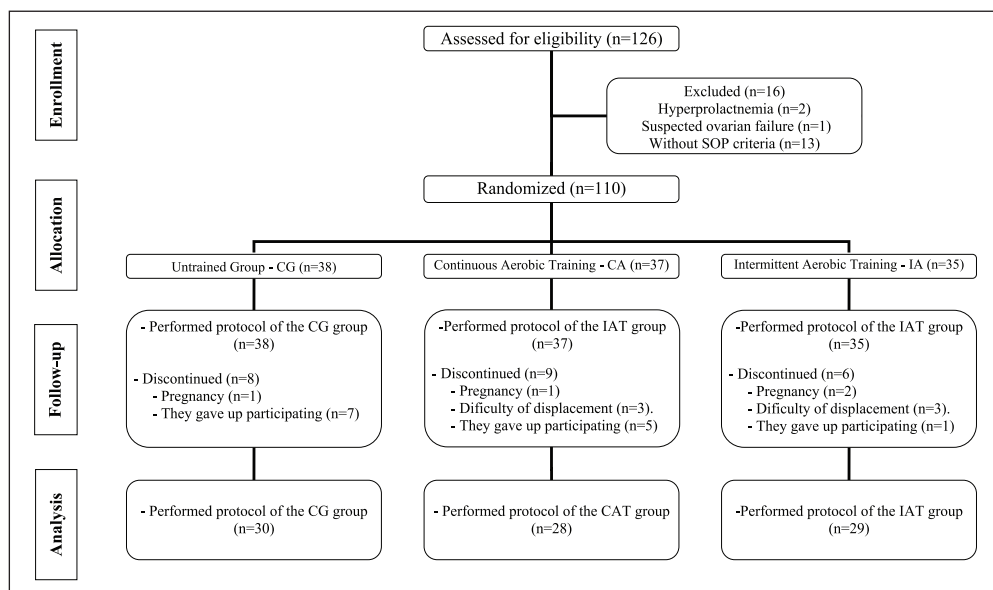 Enrollment
Assessed for eligibility (n=126)
Excluded (n=16)
Hyperprolactnemia (n=2)
Suspected ovarian failure (n=1)
Without SOP criteria (n=13)
Allocation
Randomized (n=110)
Untrained Group - CG (n=38)
Continuous Aerobic Training - CA (n=37)
Intermittent Aerobic Training - IA (n=35)
Follow-up
- Performed protocol of the CG group
(n=38)
- Discontinued (n=8)
- Pregnancy (n=1)
- They gave up participating (n=7)
-Performed protocol of the IAT group
(n=37)
- Discontinued (n=9)
- Pregnancy (n=1)
- Dificulty of displacement (n=3).
- They gave up participating (n=5)
-Performed protocol of the IAT group
(n=35)
- Discontinued (n=6)
- Pregnancy (n=2)
- Dificulty of displacement (n=3).
- They gave up participating (n=1)
Analysis
- Performed protocol of the CG group
(n=30)
- Performed protocol of the CAT group
(n=28)
-Performed protocol of the IAT group
(n=29)